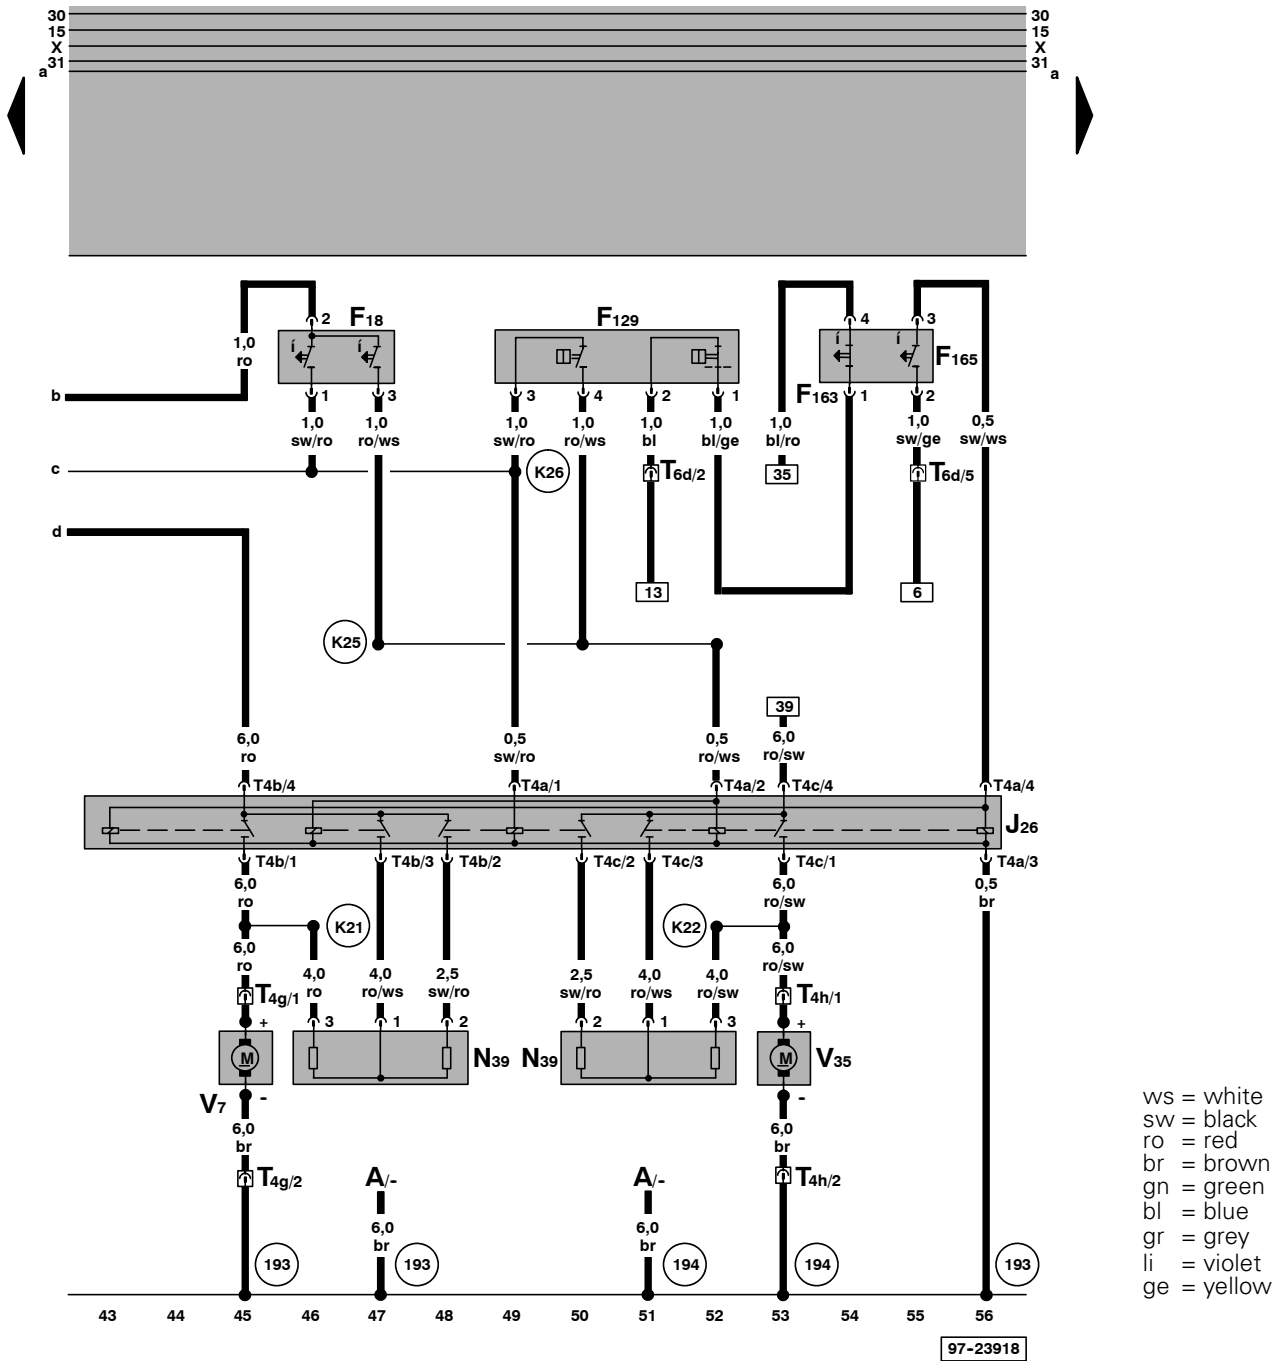 30 30
15 15
X X
31 31
a a
2 F18 F129 4 3
1,0
ro
í í í í
F165
b
1 3 3 4 2 1 F163 1 2
1,0 1,0 1,0 1,0 1,0 1,0 1,0 1,0 0,5
sw/ro ro/ws sw/ro ro/ws bl bl/ge bl/ro sw/ge sw/ws
c K26 T6d/2 35 T6d/5
d
13 6
K25
39
6,0 0,5 0,5 6,0
ro sw/ro ro/ws ro/sw
T4b/4 T4a/1 T4a/2 T4c/4 T4a/4
J26
T4b/1 T4b/3 T4b/2 T4c/2 T4c/3 T4c/1 T4a/3
6,0 6,0 0,5
ro ro/sw br
K21 K22
6,0 6,0
ro ro/sw
4,0 4,0 2,5 2,5 4,0 4,0
ro ro/ws sw/ro sw/ro ro/ws ro/sw
T4g/1 T4h/1
+ 3 1 2 2 1 3 +
M N39 N39 M V35
V7 - -
6,0 6,0
br br
T4g/2 A/- A/- T4h/2
6,0 6,0
br br
193 193 194 194 193
43 44 45 46 47 48 49 50 51 52 53 54 55 56
97-23918
ws = white
sw = black
ro = red
br = brown
gn = green
bl = blue
gr = grey
li = violet
ge = yellow